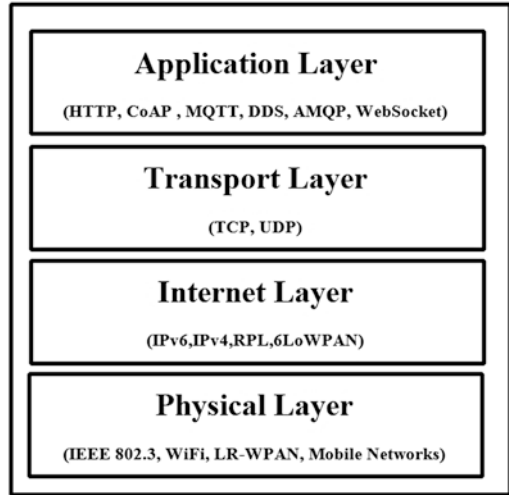 Application Layer
(HTTP, CoAP , MQTT, DDS, AMQP, WebSocket)
Transport Layer
(TCP, UDP)
Internet Layer
(IPv6,IPv4,RPL,6LoWPAN)
Physical Layer
(IEEE 802.3, WiFi, LR-WPAN, Mobile Networks)